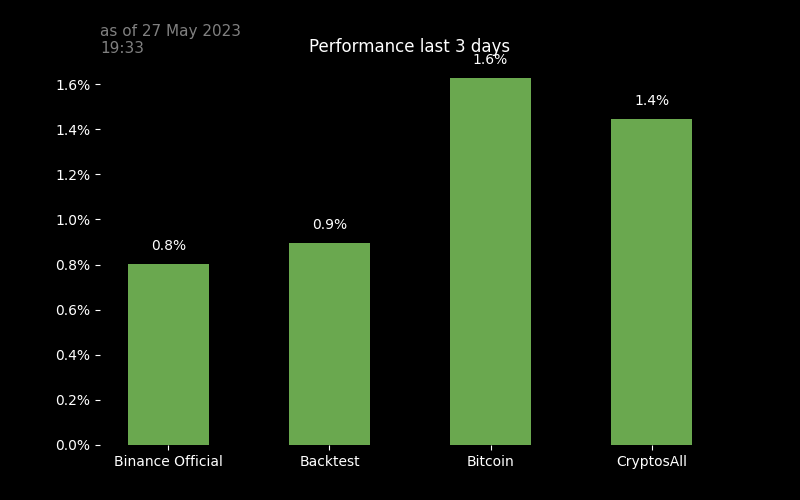 as of 27 May 2023
19:33
Performance last 3 days
1.6%
1.4%
0.9%
0.8%
1.6%
1.4%
1.2%
1.0%
0.8%
0.6%
0.4%
0.2%
0.0%
Binance Official
Backtest
Bitcoin
CryptosAll